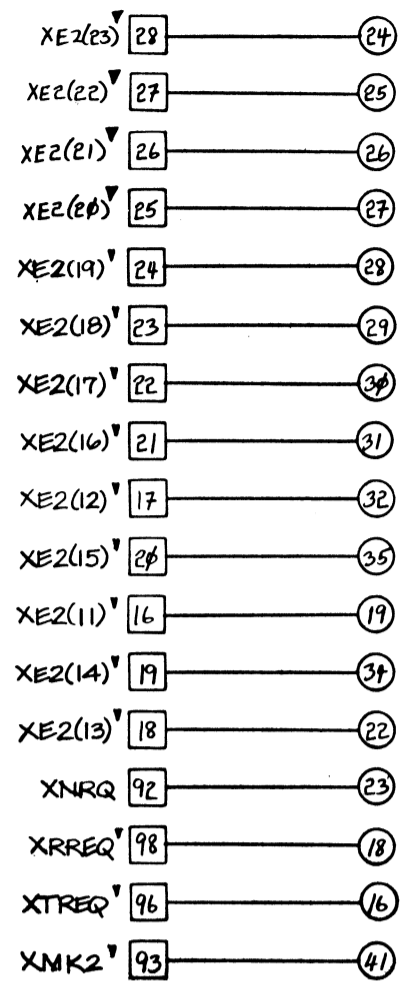 XE2(23)▼ 28 24
XE2(22)▼ 27 25
XE2(21)▼ 26 26
XE2(2ø)▼ 25 27
XE2(19)▼ 24 28
XE2(18)▼ 23 29
XE2(17)▼ 22 3ø
XE2(16)▼ 21 31
XE2(12)▼ 17 32
XE2(15)▼ 2ø 35
XE2(11)▼ 16 19
XE2(14)▼ 19 34
XE2(13)▼ 18 22
XNRQ 92 23
XRREQ▼ 98 18
XTREQ▼ 96 16
XMK2▼ 93 41